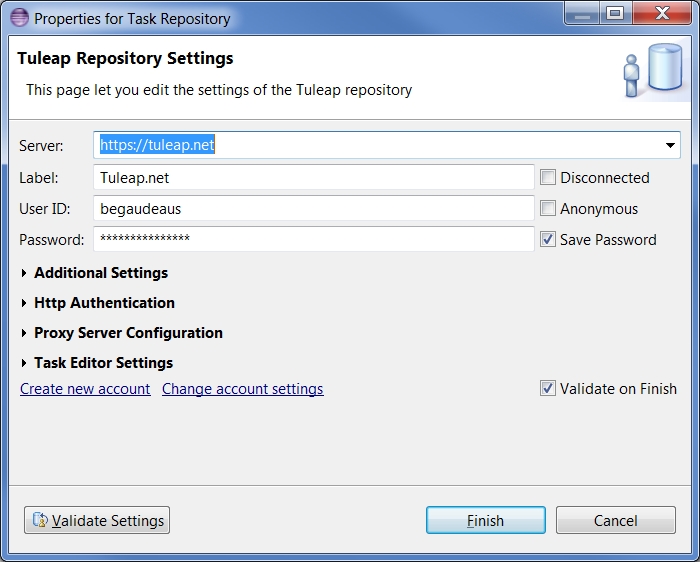 Properties for Task Repository
Tuleap Repository Settings
This page let you edit the settings of the Tuleap repository
Server: https://tuleap.net
Label: Tuleap.net Disconnected
User ID: begaudeaus Anonymous
Password: *************** Save Password
Additional Settings
Http Authentication
Proxy Server Configuration
Task Editor Settings
Create new account Change account settings Validate on Finish
Validate Settings Finish Cancel